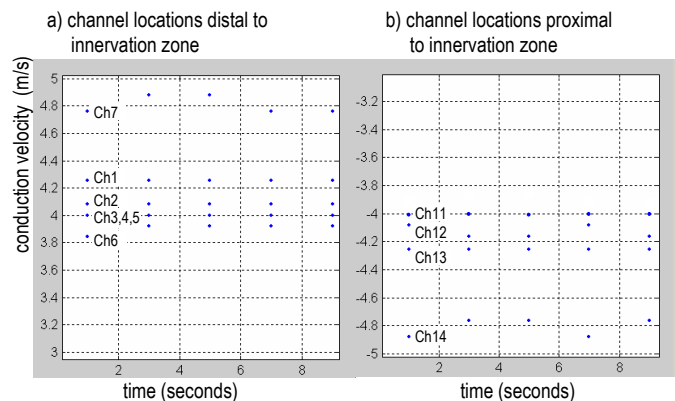 a) channel locations distal to
innervation zone
b) channel locations proximal
to innervation zone
conduction velocity (m/s)
5
4.8
4.6
4.4
4.2
4
3.8
3.6
3.4
3.2
3
Ch7
Ch1
Ch2
Ch3,4,5
Ch6
2
4
6
8
time (seconds)
-3.2
-3.4
-3.6
-3.8
-4
-4.2
-4.4
-4.6
-4.8
-5
Ch11
Ch12
Ch13
Ch14
2
4
6
8
time (seconds)